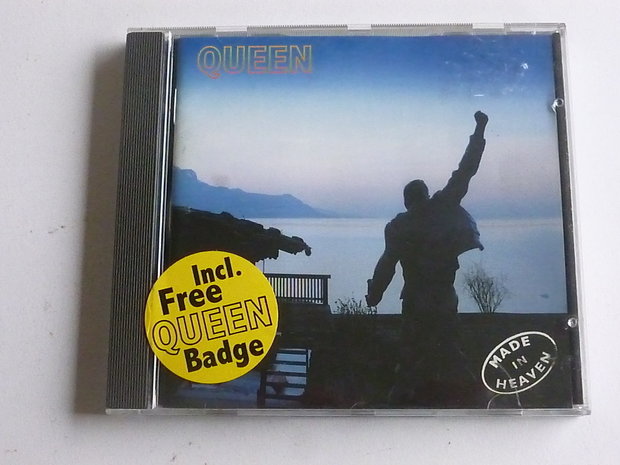 QUEEN
Incl.
Free
QUEEN
Badge
MADE
IN
HEAVEN